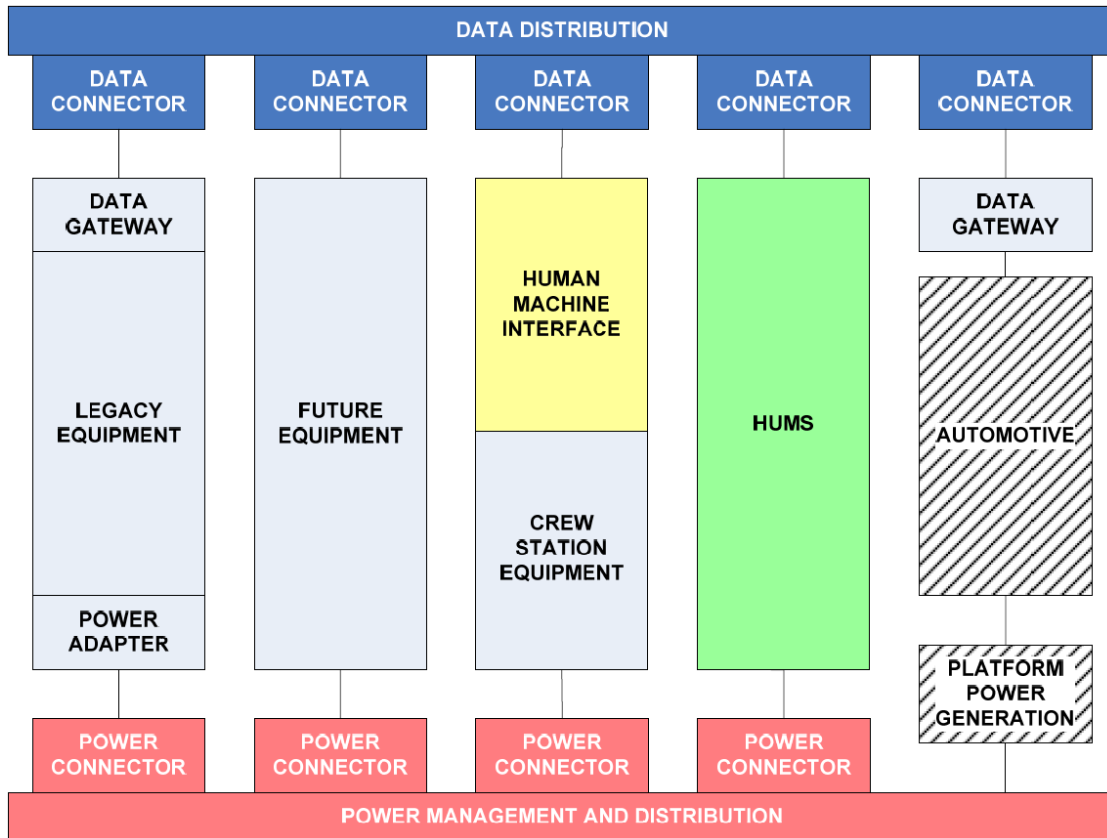 DATA DISTRIBUTION
DATA
CONNECTOR
DATA
CONNECTOR
DATA
CONNECTOR
DATA
CONNECTOR
DATA
CONNECTOR
DATA
GATEWAY
LEGACY
EQUIPMENT
POWER
ADAPTER
FUTURE
EQUIPMENT
HUMAN
MACHINE
INTERFACE
CREW
STATION
EQUIPMENT
HUMS
DATA
GATEWAY
AUTOMOTIVE
PLATFORM
POWER
GENERATION
POWER
CONNECTOR
POWER
CONNECTOR
POWER
CONNECTOR
POWER
CONNECTOR
POWER MANAGEMENT AND DISTRIBUTION